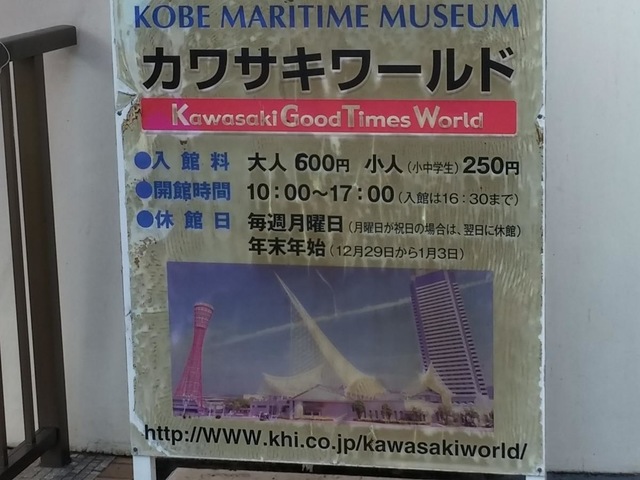 KOBE MARITIME MUSEUM
カワサキワールド
Kawasaki Good Times World
●入館料 大人 600円 小人(小中学生) 250円
●開館時間 10:00〜17:00(入館は16:30まで)
●休館日 毎週月曜日(月曜日が祝日の場合は、翌日に休館)
年末年始(12月29日から1月3日)
http://WWW.khi.co.jp/kawasakiworld/